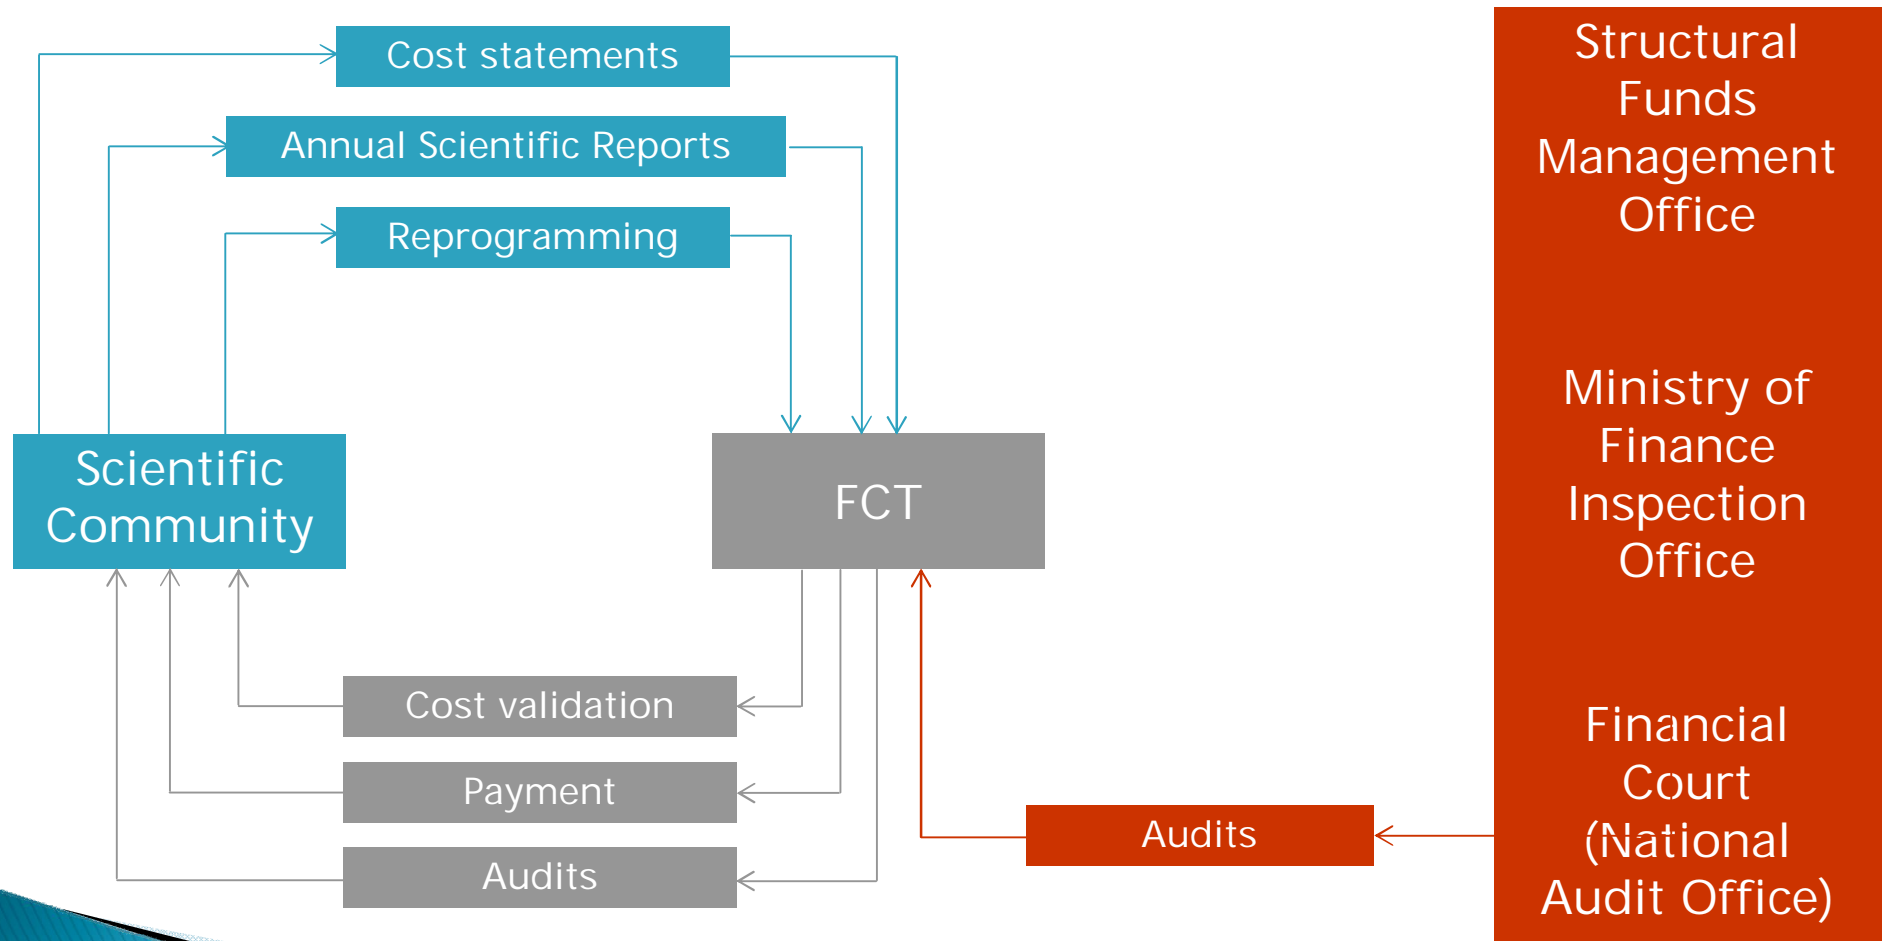 Cost statements
Annual Scientific Reports
Reprogramming
Scientific
Community
FCT
Cost validation
Payment
Audits
Audits
Structural
Funds
Management
Office
Ministry of
Finance
Inspection
Office
Financial
Court
(National
Audit Office)